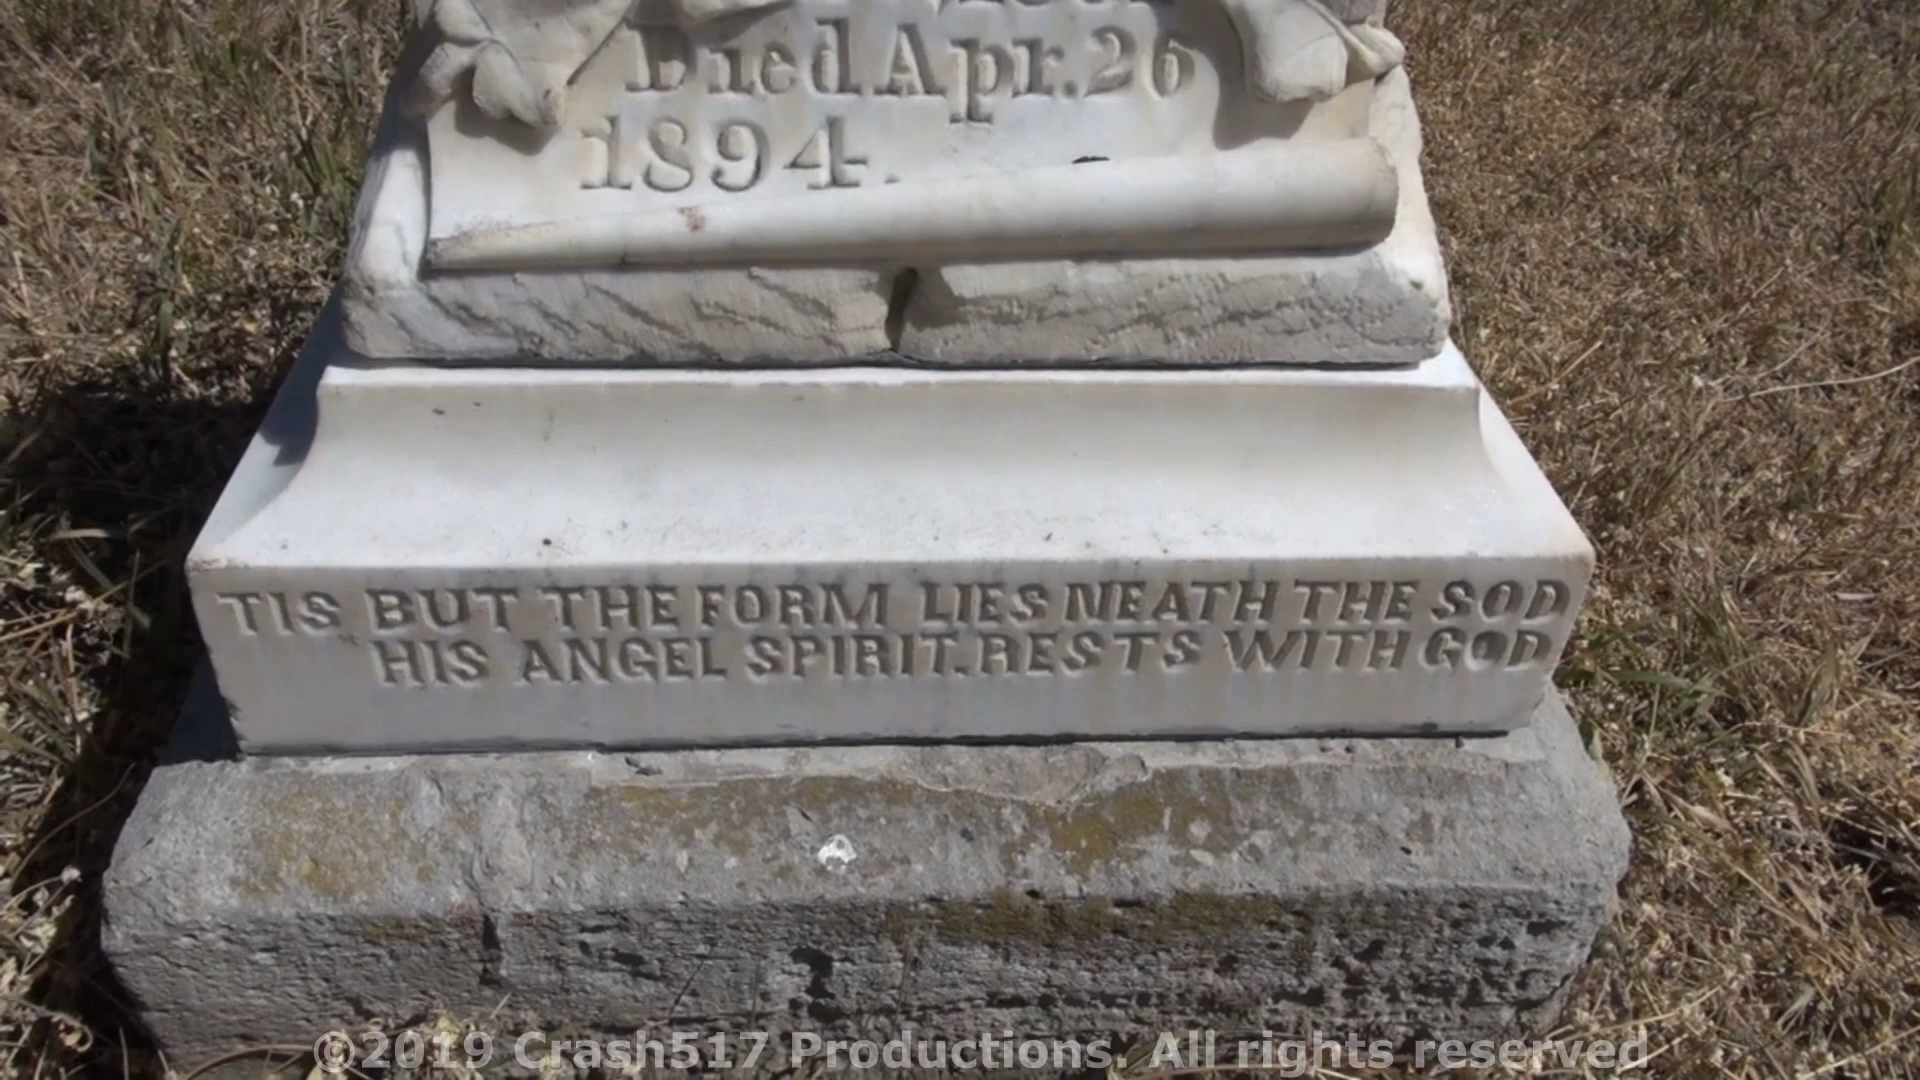 Died Apr. 26
1894.
TIS BUT THE FORM LIES NEATH THE SOD
HIS ANGEL SPIRIT. RESTS WITH GOD
©2019 Crash517 Productions. All rights reserved